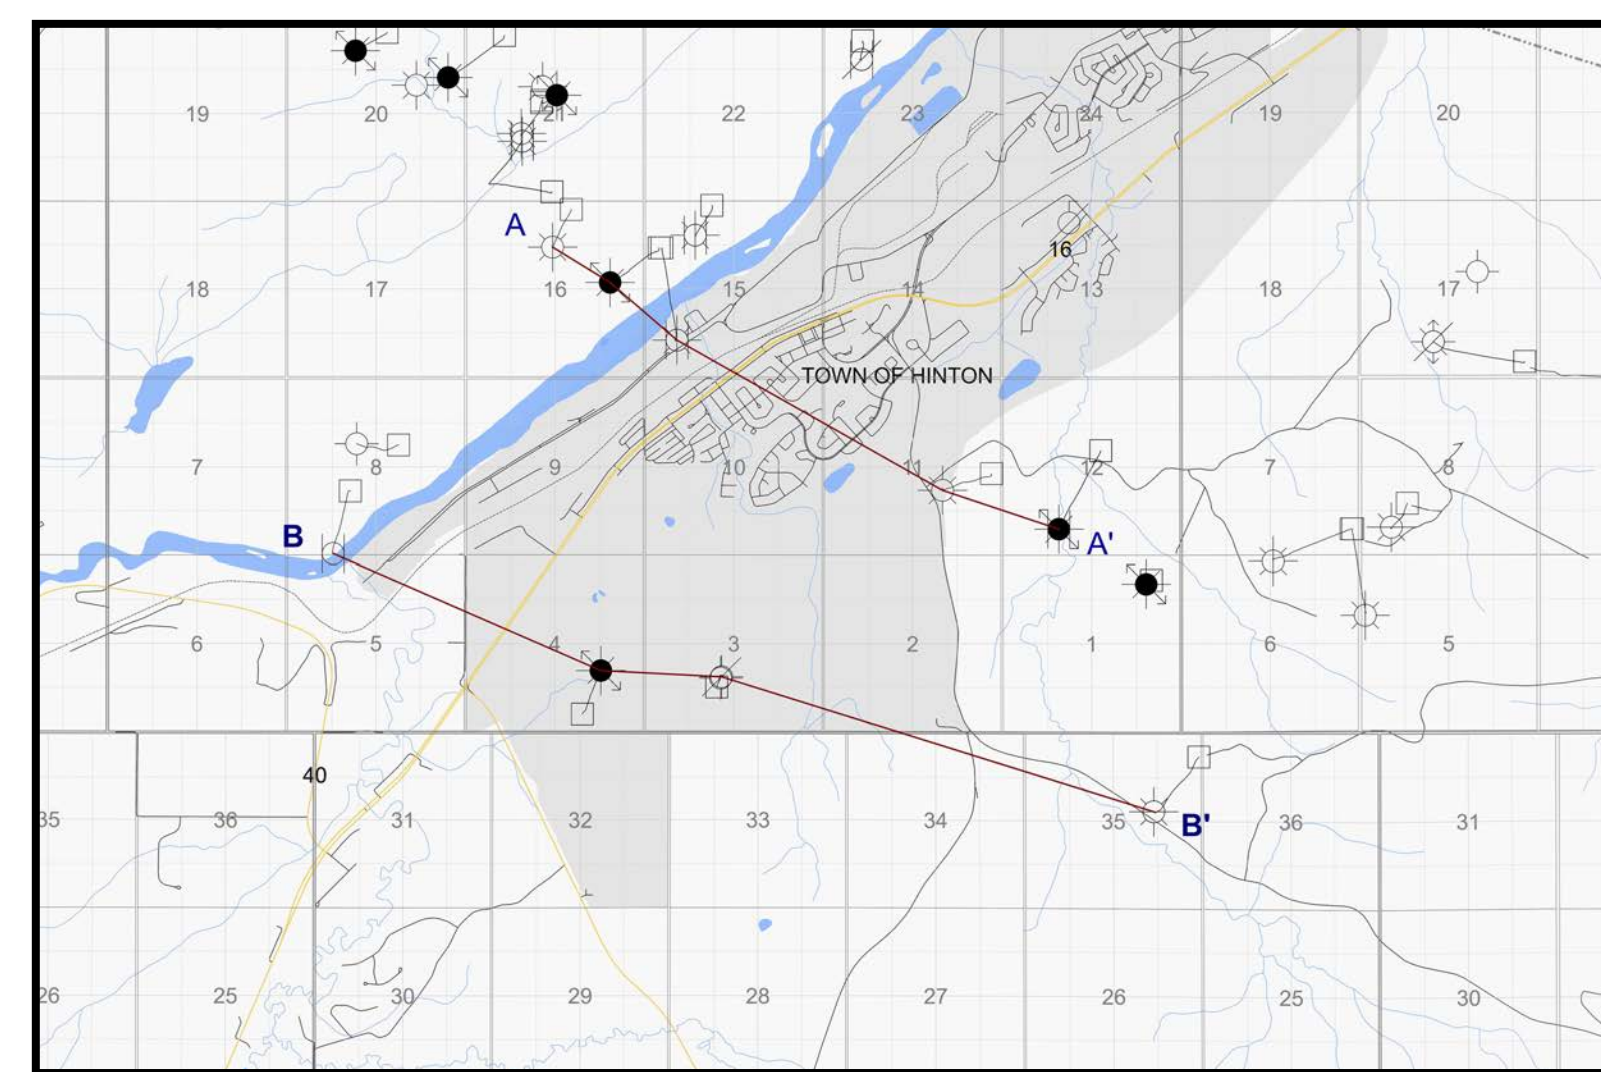 19 20 21 22 23 24 19 20
A
16
18 17 16 15 14 13 18 17
TOWN OF HINTON
7 8 9 10 11 12 7 8
B
A'
6 5 4 3 2 1 6 5
40
35 36 31 32 33 34 35 B' 36 31
26 25 30 29 28 27 26 25 30